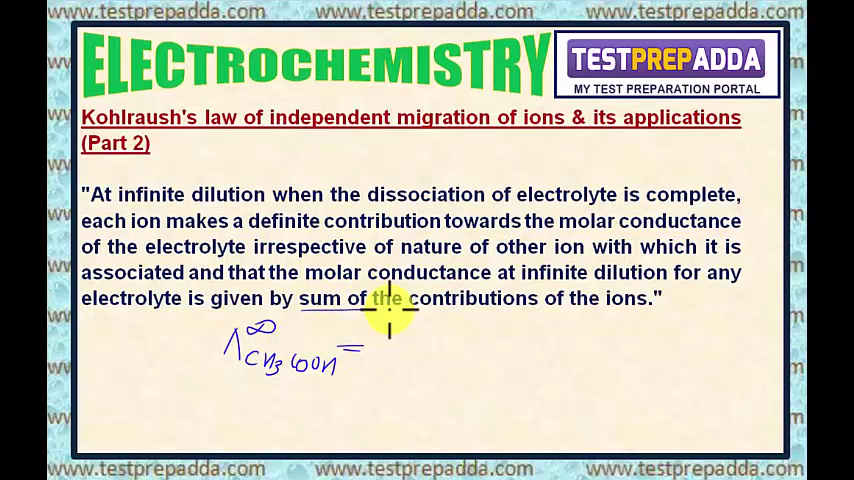 www.testprepadda.com www.testprepadda.com www.testprepadda.com
ELECTROCHEMISTRY
TESTPREPADDA
MY TEST PREPARATION PORTAL
Kohlraush's law of independent migration of ions & its applications
(Part 2)
"At infinite dilution when the dissociation of electrolyte is complete,
each ion makes a definite contribution towards the molar conductance
of the electrolyte irrespective of nature of other ion with which it is
associated and that the molar conductance at infinite dilution for any
electrolyte is given by sum of the contributions of the ions."
Λ∞CH3COOH =
www.testprepadda.com www.testprepadda.com www.testprepadda.com